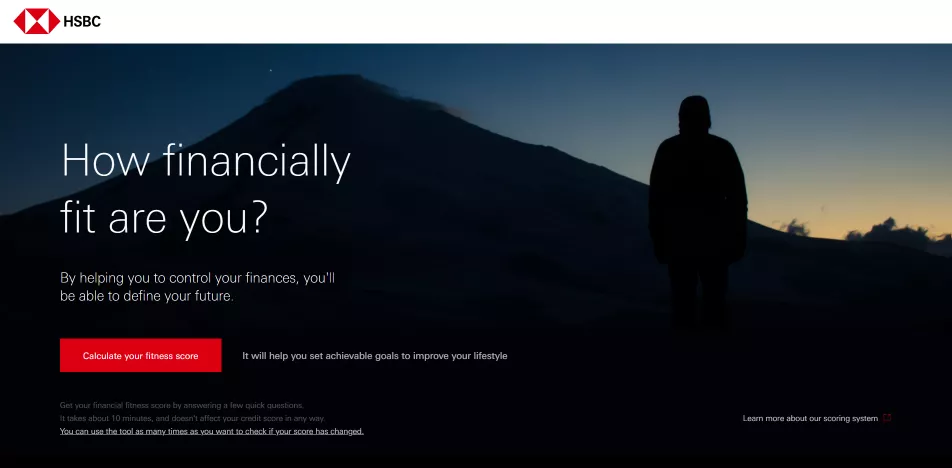 HSBC
How financially
fit are you?
By helping you to control your finances, you'll
be able to define your future.
Calculate your fitness score
It will help you set achievable goals to improve your lifestyle
Get your financial fitness score by answering a few quick questions.
It takes about 10 minutes, and doesn't affect your credit score in any way.
You can use the tool as many times as you want to check if your score has changed.
Learn more about our scoring system